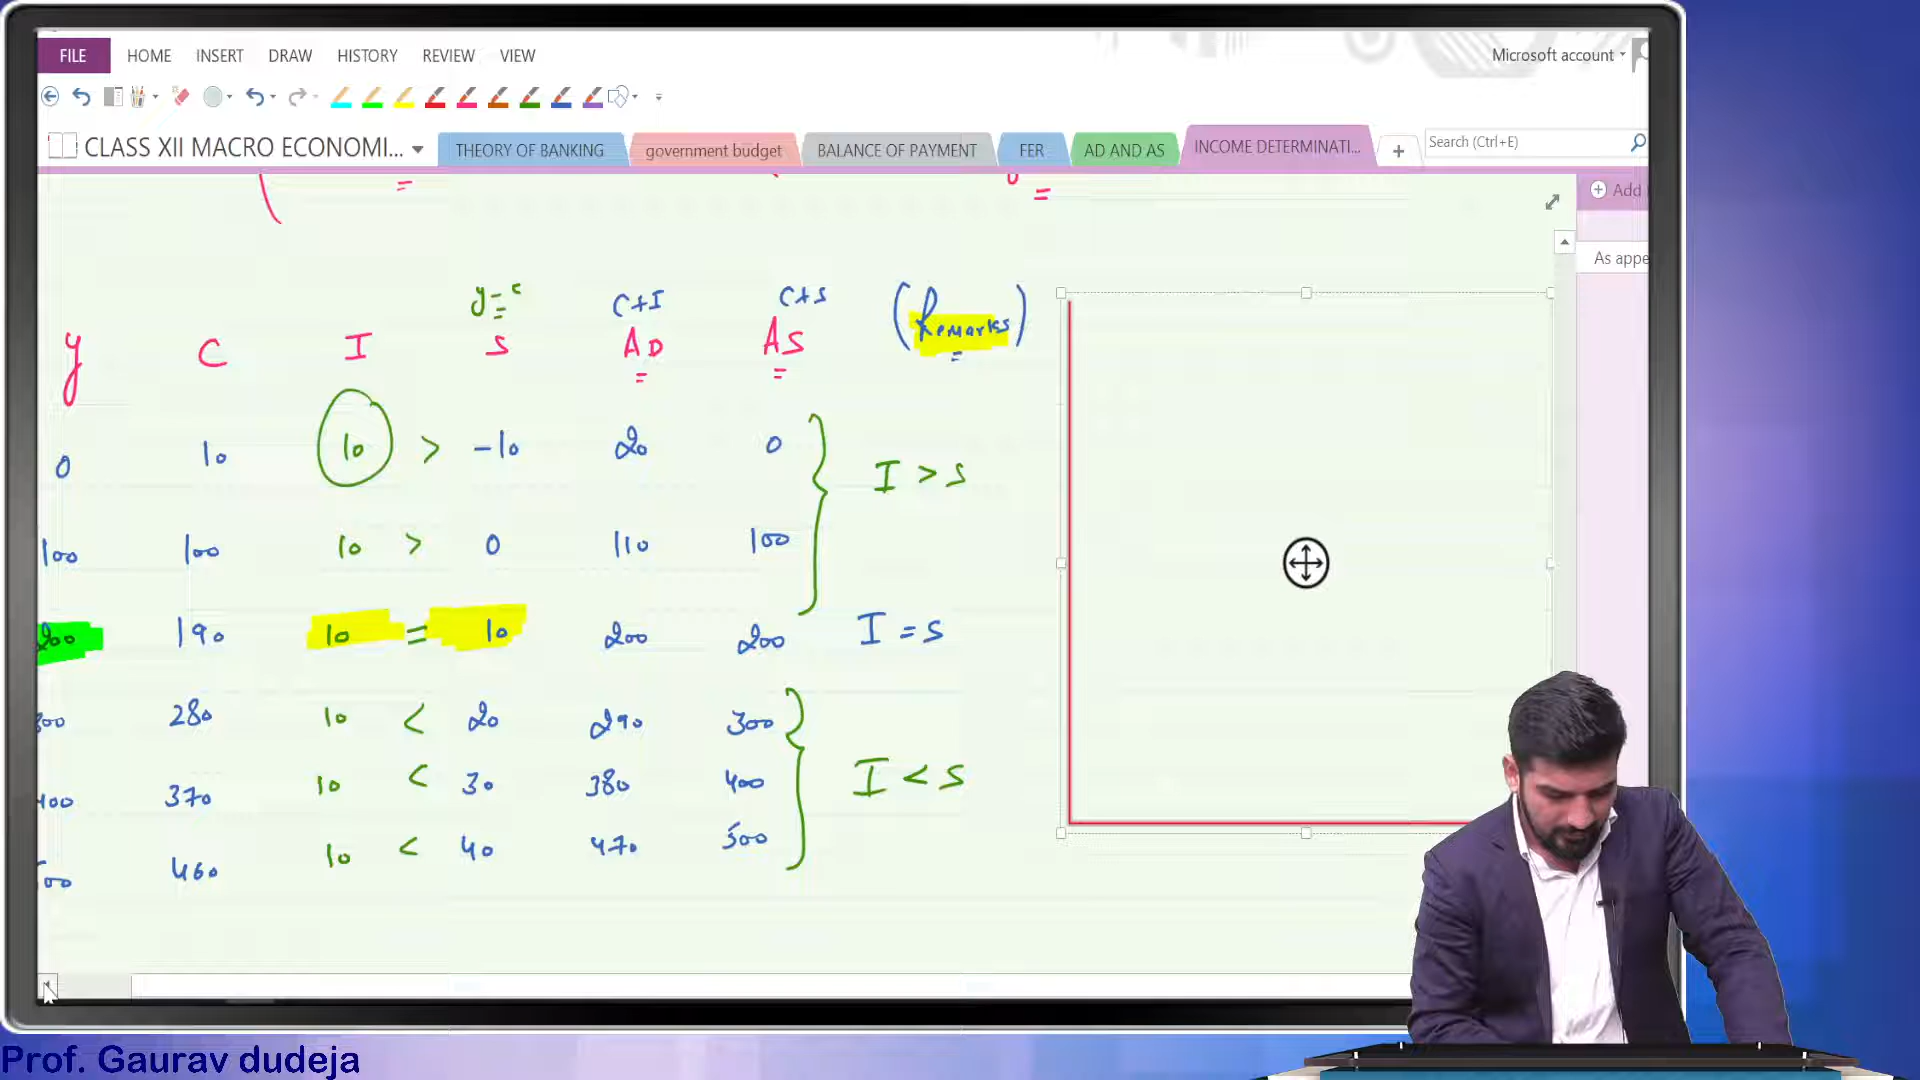 FILE HOME INSERT DRAW HISTORY REVIEW VIEW
Microsoft account
CLASS XII MACRO ECONOMI... THEORY OF BANKING government budget BALANCE OF PAYMENT FER AD AND AS INCOME DETERMINATI... + Search (Ctrl+E)
Add
As appe
y = c C+I C+S
y C I S AD AS (Remarks)
0 10 10 > -10 20 0 I > S
100 100 10 > 0 110 100
200 190 10 = 10 200 200 I = S
300 280 10 < 20 290 300
400 370 10 < 30 380 400 I < S
500 460 10 < 40 470 500
Prof. Gaurav dudeja